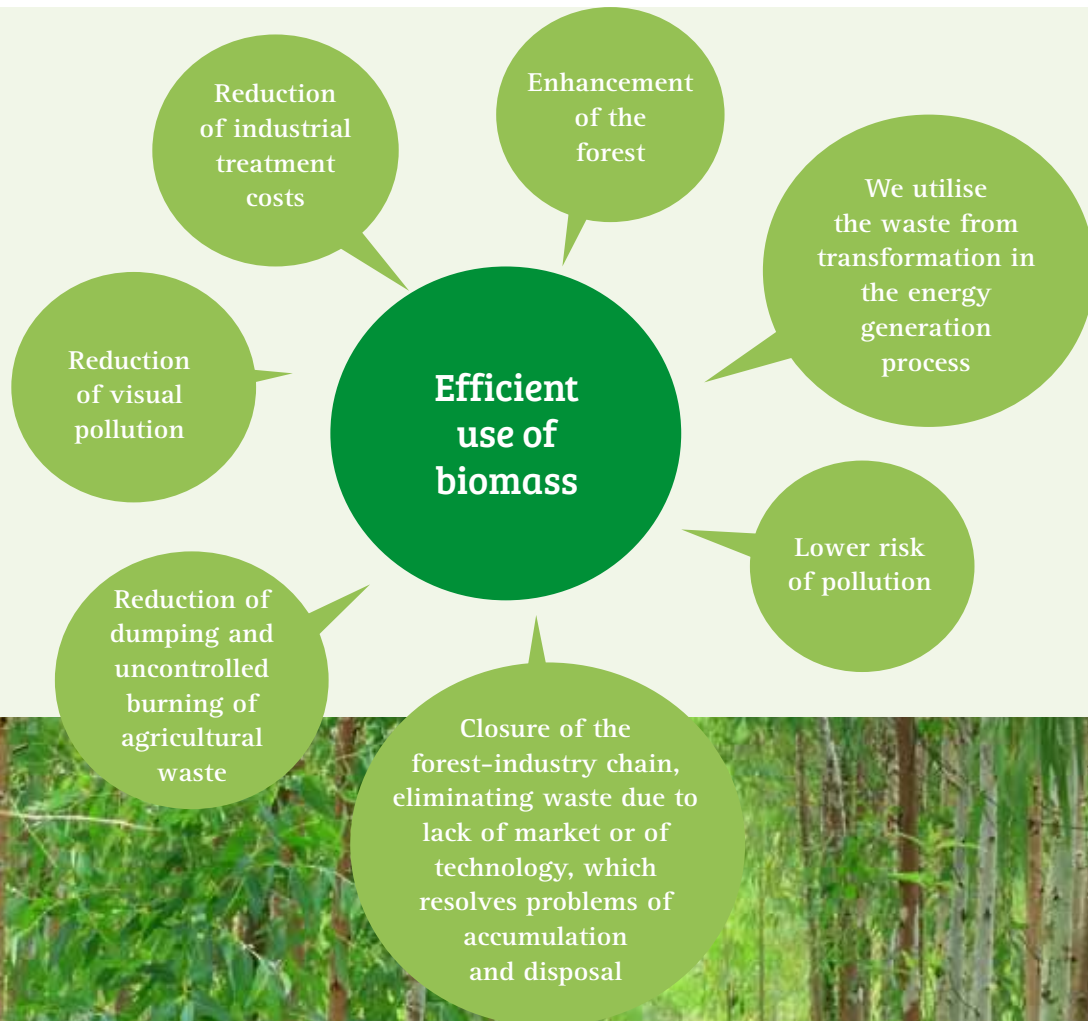 Reduction
of industrial
treatment
costs
Enhancement
of the
forest
We utilise
the waste from
transformation in
the energy
generation
process
Reduction
of visual
pollution
Efficient
use of
biomass
Lower risk
of pollution
Reduction of
dumping and
uncontrolled
burning of
agricultural
waste
Closure of the
forest-industry chain,
eliminating waste due to
lack of market or of
technology, which
resolves problems of
accumulation
and disposal